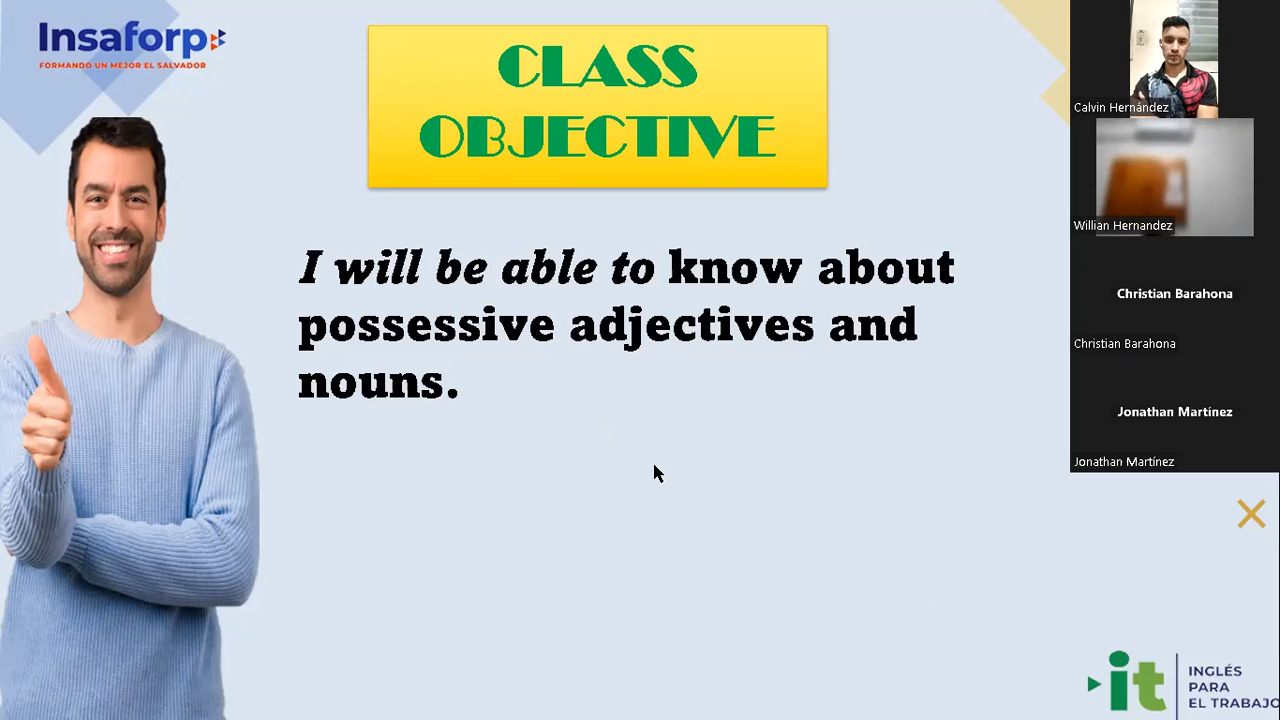 Insaforp
FORMANDO UN MEJOR EL SALVADOR
CLASS
OBJECTIVE
I will be able to know about
possessive adjectives and
nouns.
Calvin Hernández
Willian Hernandez
Christian Barahona
Christian Barahona
Jonathan Martínez
Jonathan Martínez
it
INGLÉS
PARA
EL TRABAJO